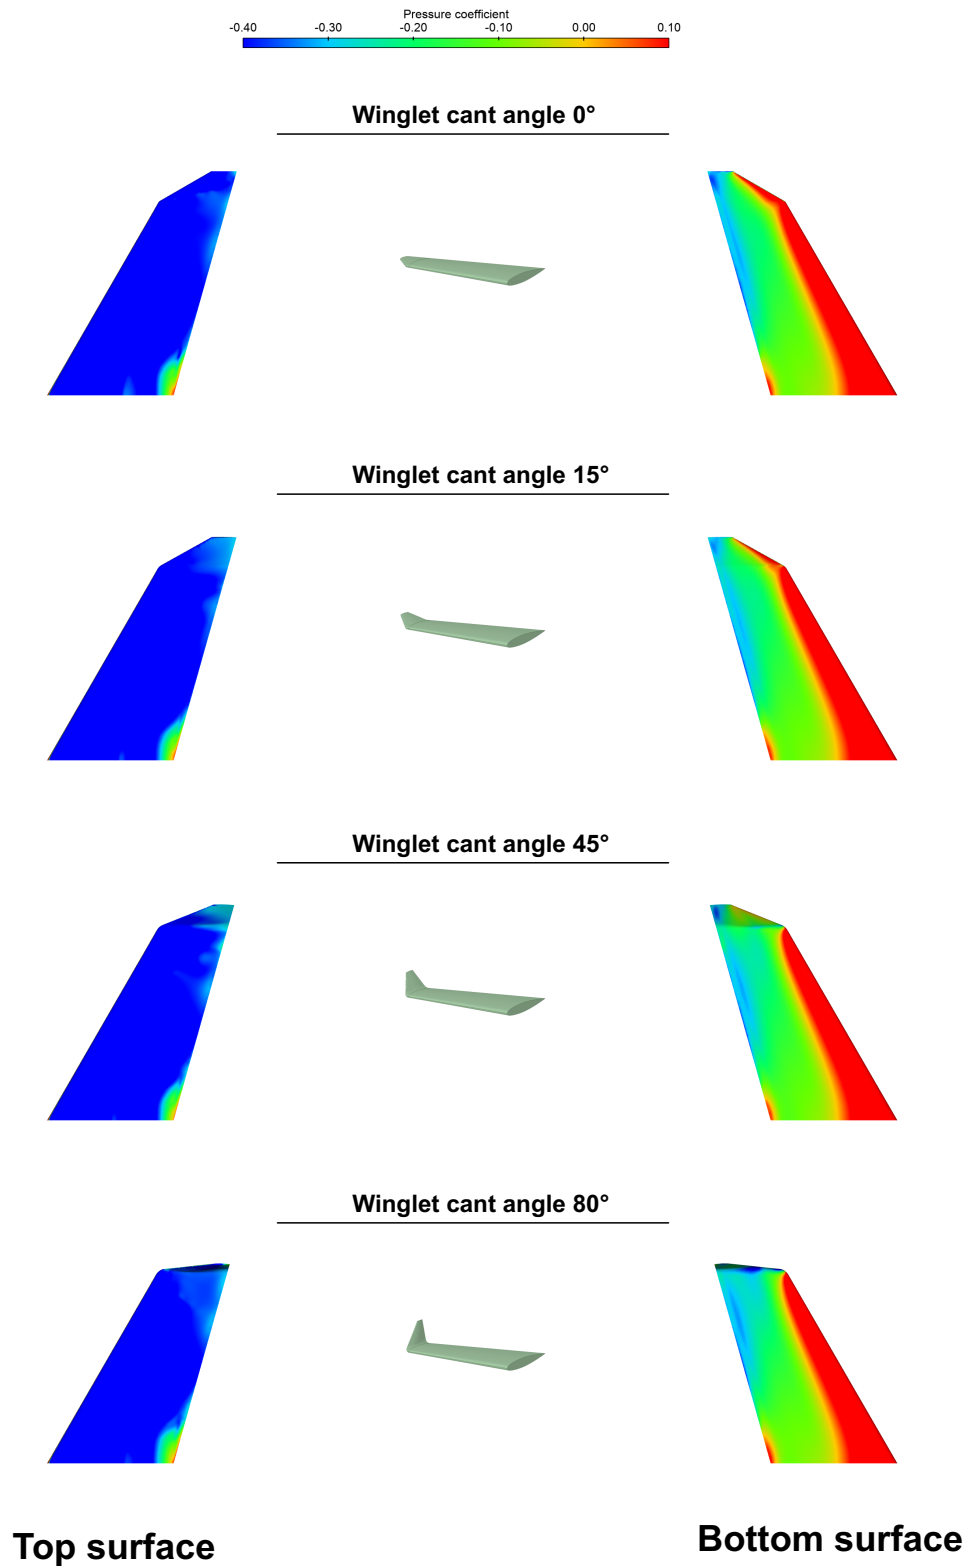 Pressure coefficient
-0.40 -0.30 -0.20 -0.10 0.00 0.10
Winglet cant angle 0°
Winglet cant angle 15°
Winglet cant angle 45°
Winglet cant angle 80°
Top surface
Bottom surface